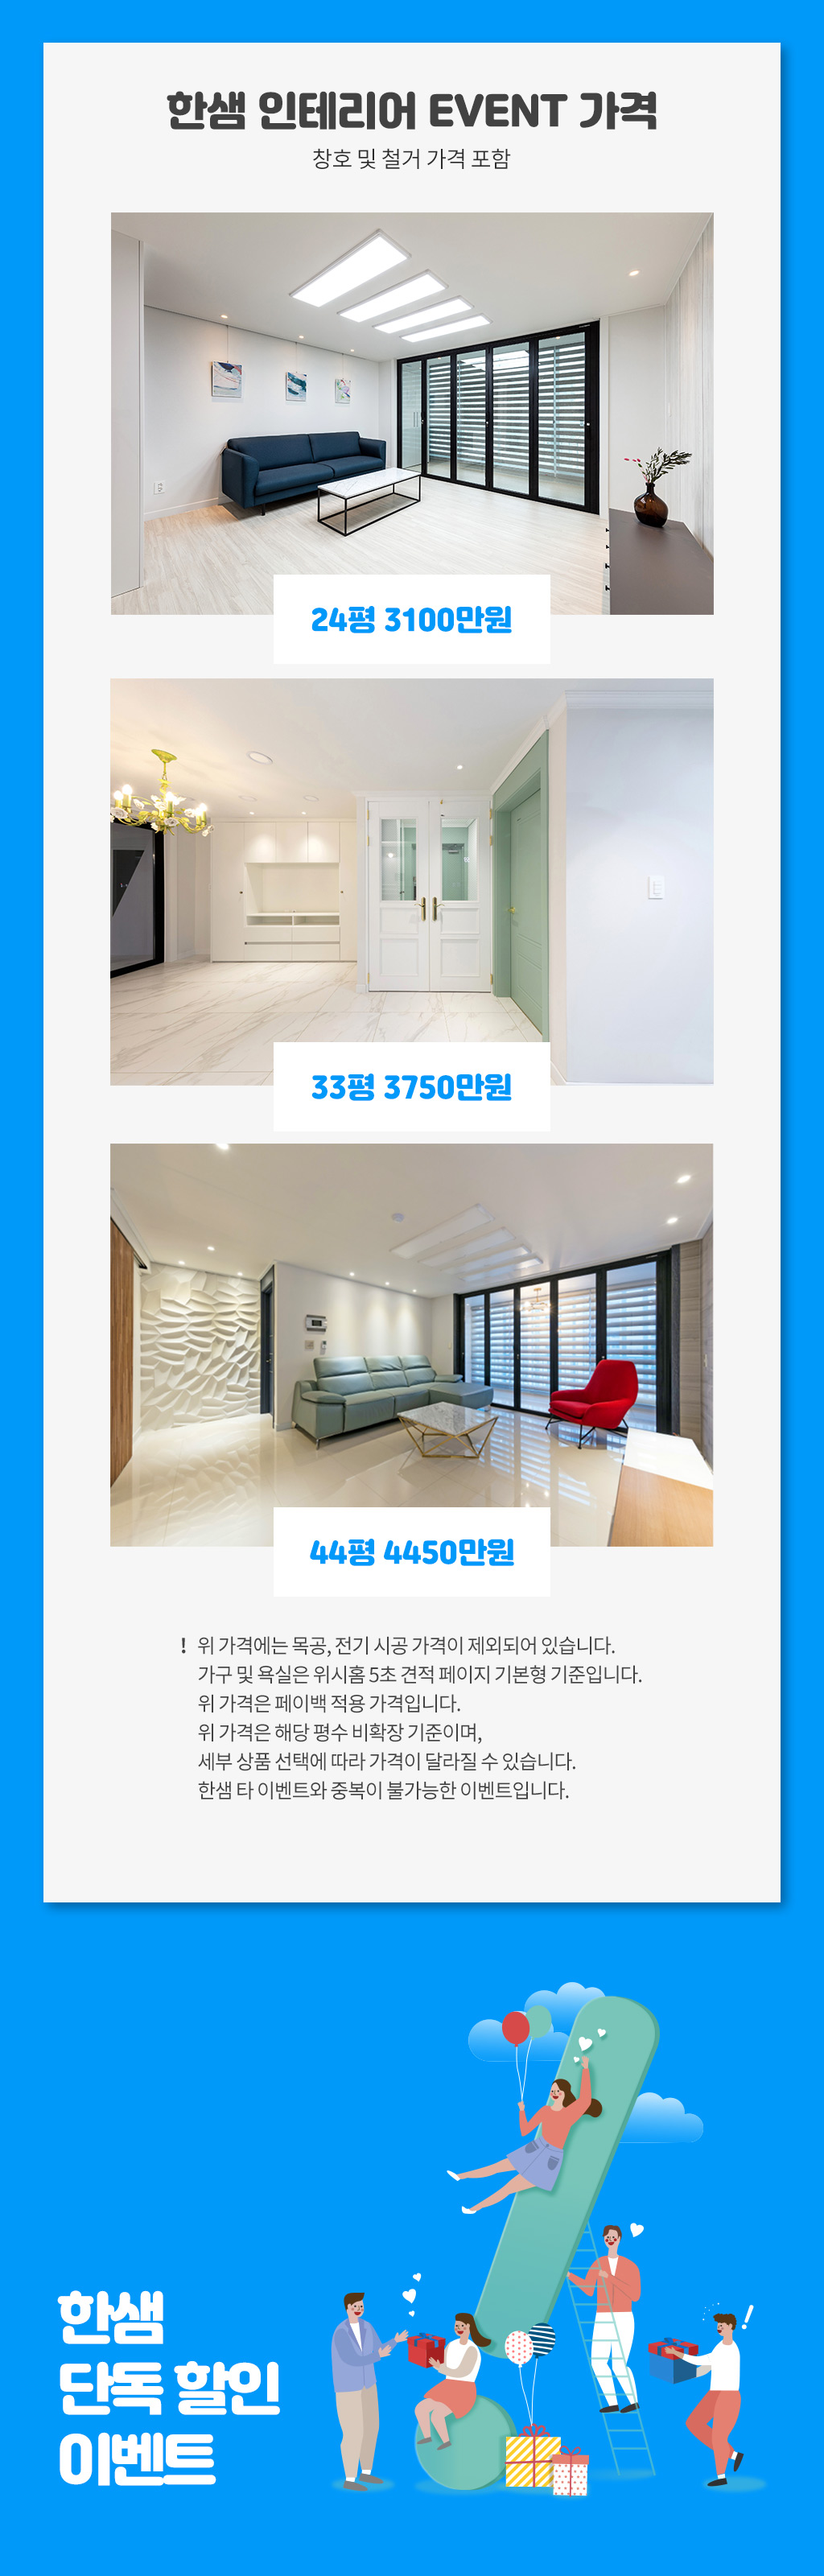 한샘 인테리어 EVENT 가격
창호 및 철거 가격 포함
24평 3100만원
33평 3750만원
44평 4450만원
! 위 가격에는 목공, 전기 시공 가격이 제외되어 있습니다.
가구 및 욕실은 위시홈 5초 견적 페이지 기본형 기준입니다.
위 가격은 페이백 적용 가격입니다.
위 가격은 해당 평수 비확장 기준이며,
세부 상품 선택에 따라 가격이 달라질 수 있습니다.
한샘 타 이벤트와 중복이 불가능한 이벤트입니다.
한샘
단독 할인
이벤트